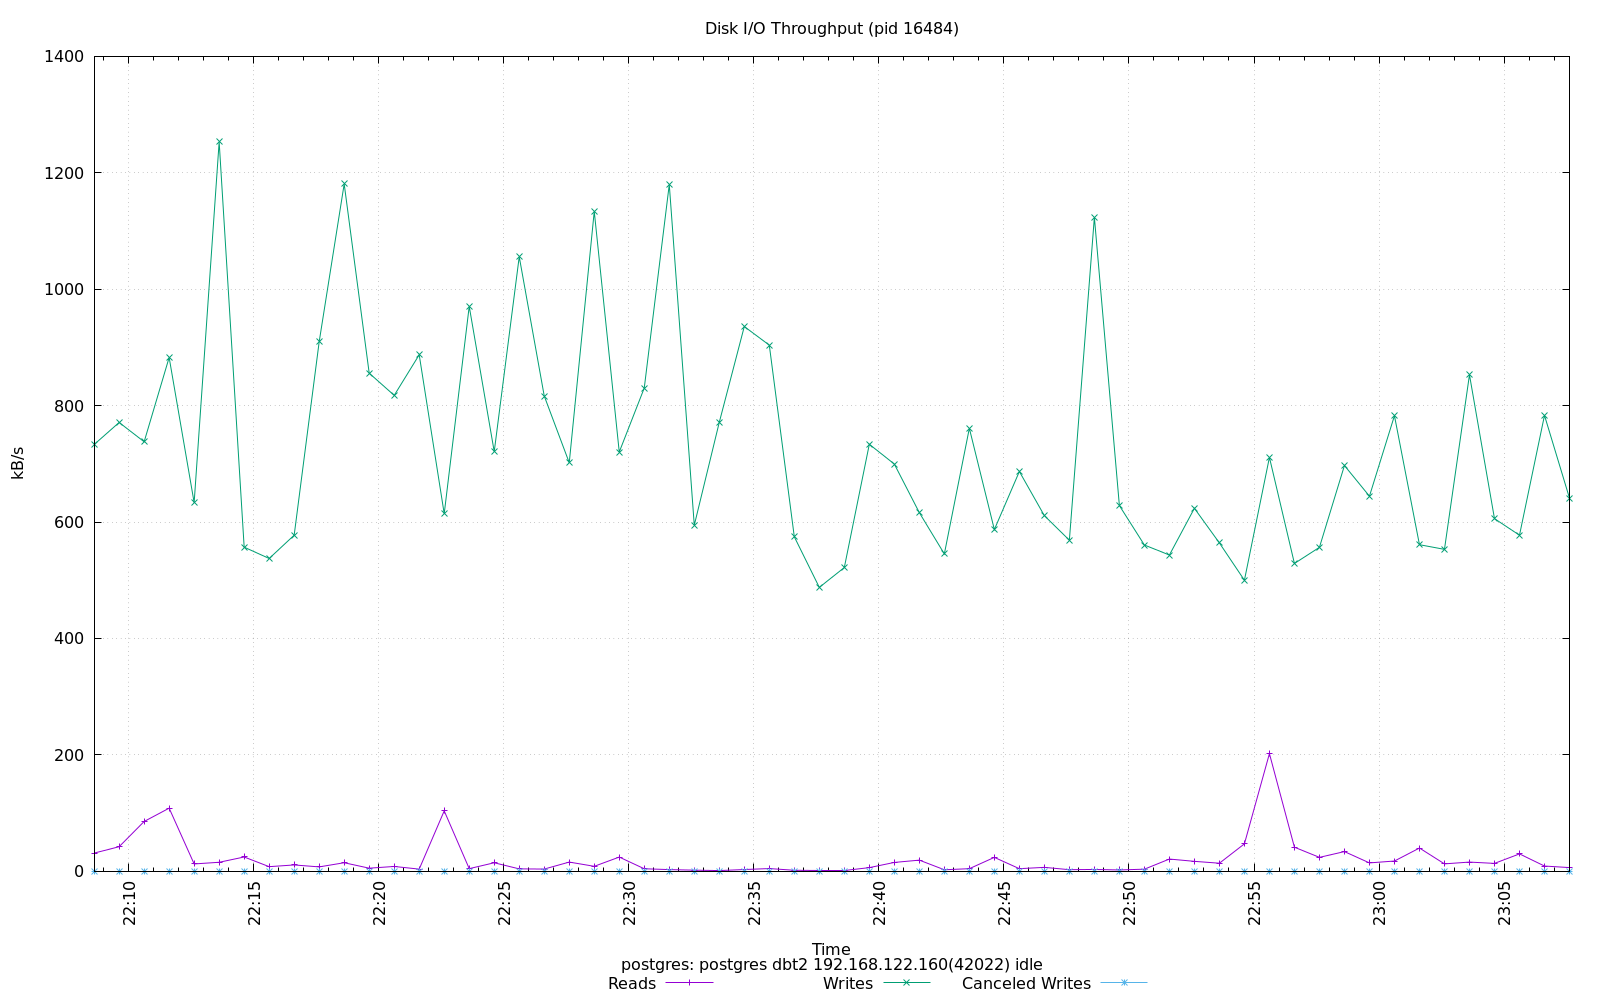 Disk I/O Throughput (pid 16484)
1400
1200
1000
800
600
400
200
0
kB/s
22:10 22:15 22:20 22:25 22:30 22:35 22:40 22:45 22:50 22:55 23:00 23:05
Time
postgres: postgres dbt2 192.168.122.160(42022) idle
Reads Writes Canceled Writes